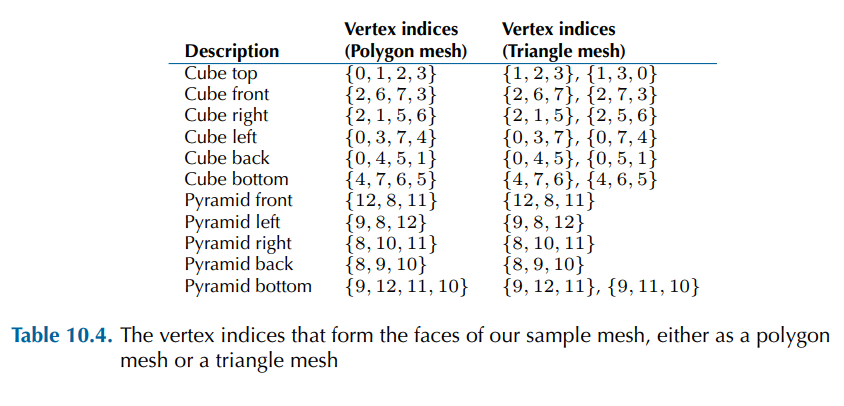 Vertex indices Vertex indices
Description (Polygon mesh) (Triangle mesh)
Cube top {0, 1, 2, 3} {1, 2, 3}, {1, 3, 0}
Cube front {2, 6, 7, 3} {2, 6, 7}, {2, 7, 3}
Cube right {2, 1, 5, 6} {2, 1, 5}, {2, 5, 6}
Cube left {0, 3, 7, 4} {0, 3, 7}, {0, 7, 4}
Cube back {0, 4, 5, 1} {0, 4, 5}, {0, 5, 1}
Cube bottom {4, 7, 6, 5} {4, 7, 6}, {4, 6, 5}
Pyramid front {12, 8, 11} {12, 8, 11}
Pyramid left {9, 8, 12} {9, 8, 12}
Pyramid right {8, 10, 11} {8, 10, 11}
Pyramid back {8, 9, 10} {8, 9, 10}
Pyramid bottom {9, 12, 11, 10} {9, 12, 11}, {9, 11, 10}
Table 10.4. The vertex indices that form the faces of our sample mesh, either as a polygon
mesh or a triangle mesh